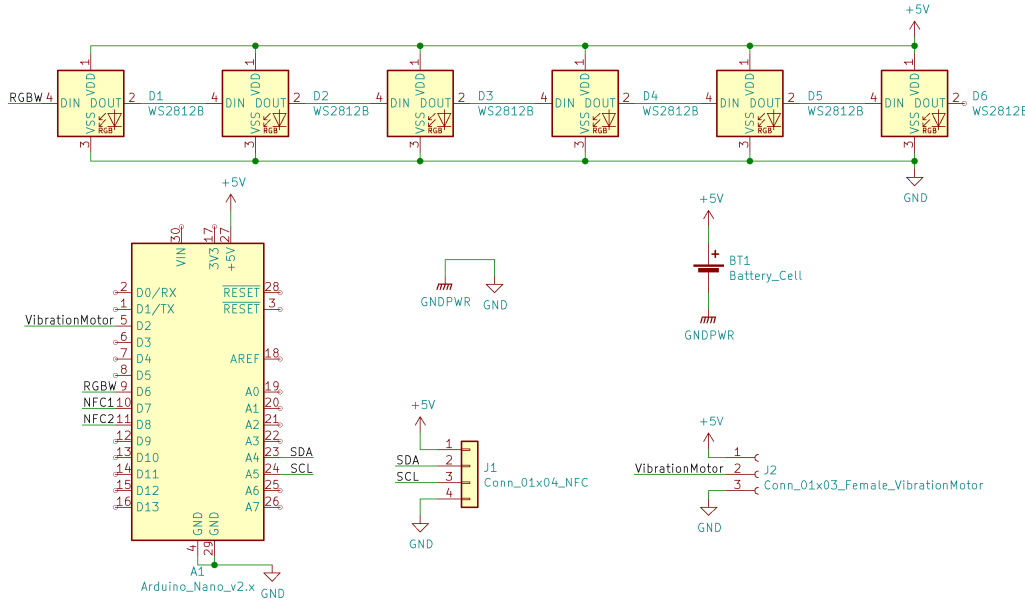 +5V
1 1 1 1 1 1
VDD VDD VDD VDD VDD VDD
RGBW 4 DIN DOUT 2 D1 4 DIN DOUT 2 D2 4 DIN DOUT 2 D3 4 DIN DOUT 2 D4 4 DIN DOUT 2 D5 4 DIN DOUT 2 D6
WS2812B WS2812B WS2812B WS2812B WS2812B WS2812B
VSS RGB VSS RGB VSS RGB VSS RGB VSS RGB VSS RGB
3 3 3 3 3 3
GND
+5V
30 17 27
VIN 3V3 +5V
2 D0/RX RESET 28
1 D1/TX RESET 3
VibrationMotor 5 D2
6 D3
7 D4 AREF 18
8 D5
RGBW 9 D6 A0 19
NFC1 10 D7 A1 20
NFC2 11 D8 A2 21
12 D9 A3 22
13 D10 A4 23 SDA
14 D11 A5 24 SCL
15 D12 A6 25
16 D13 A7 26
GND GND
4 29
A1
Arduino_Nano_v2.x
GND
GNDPWR GND
+5V
+
BT1
Battery_Cell
GNDPWR
+5V
1
SDA 2
SCL 3
4
J1
Conn_01x04_NFC
GND
+5V
1
VibrationMotor 2
3
J2
Conn_01x03_Female_VibrationMotor
GND